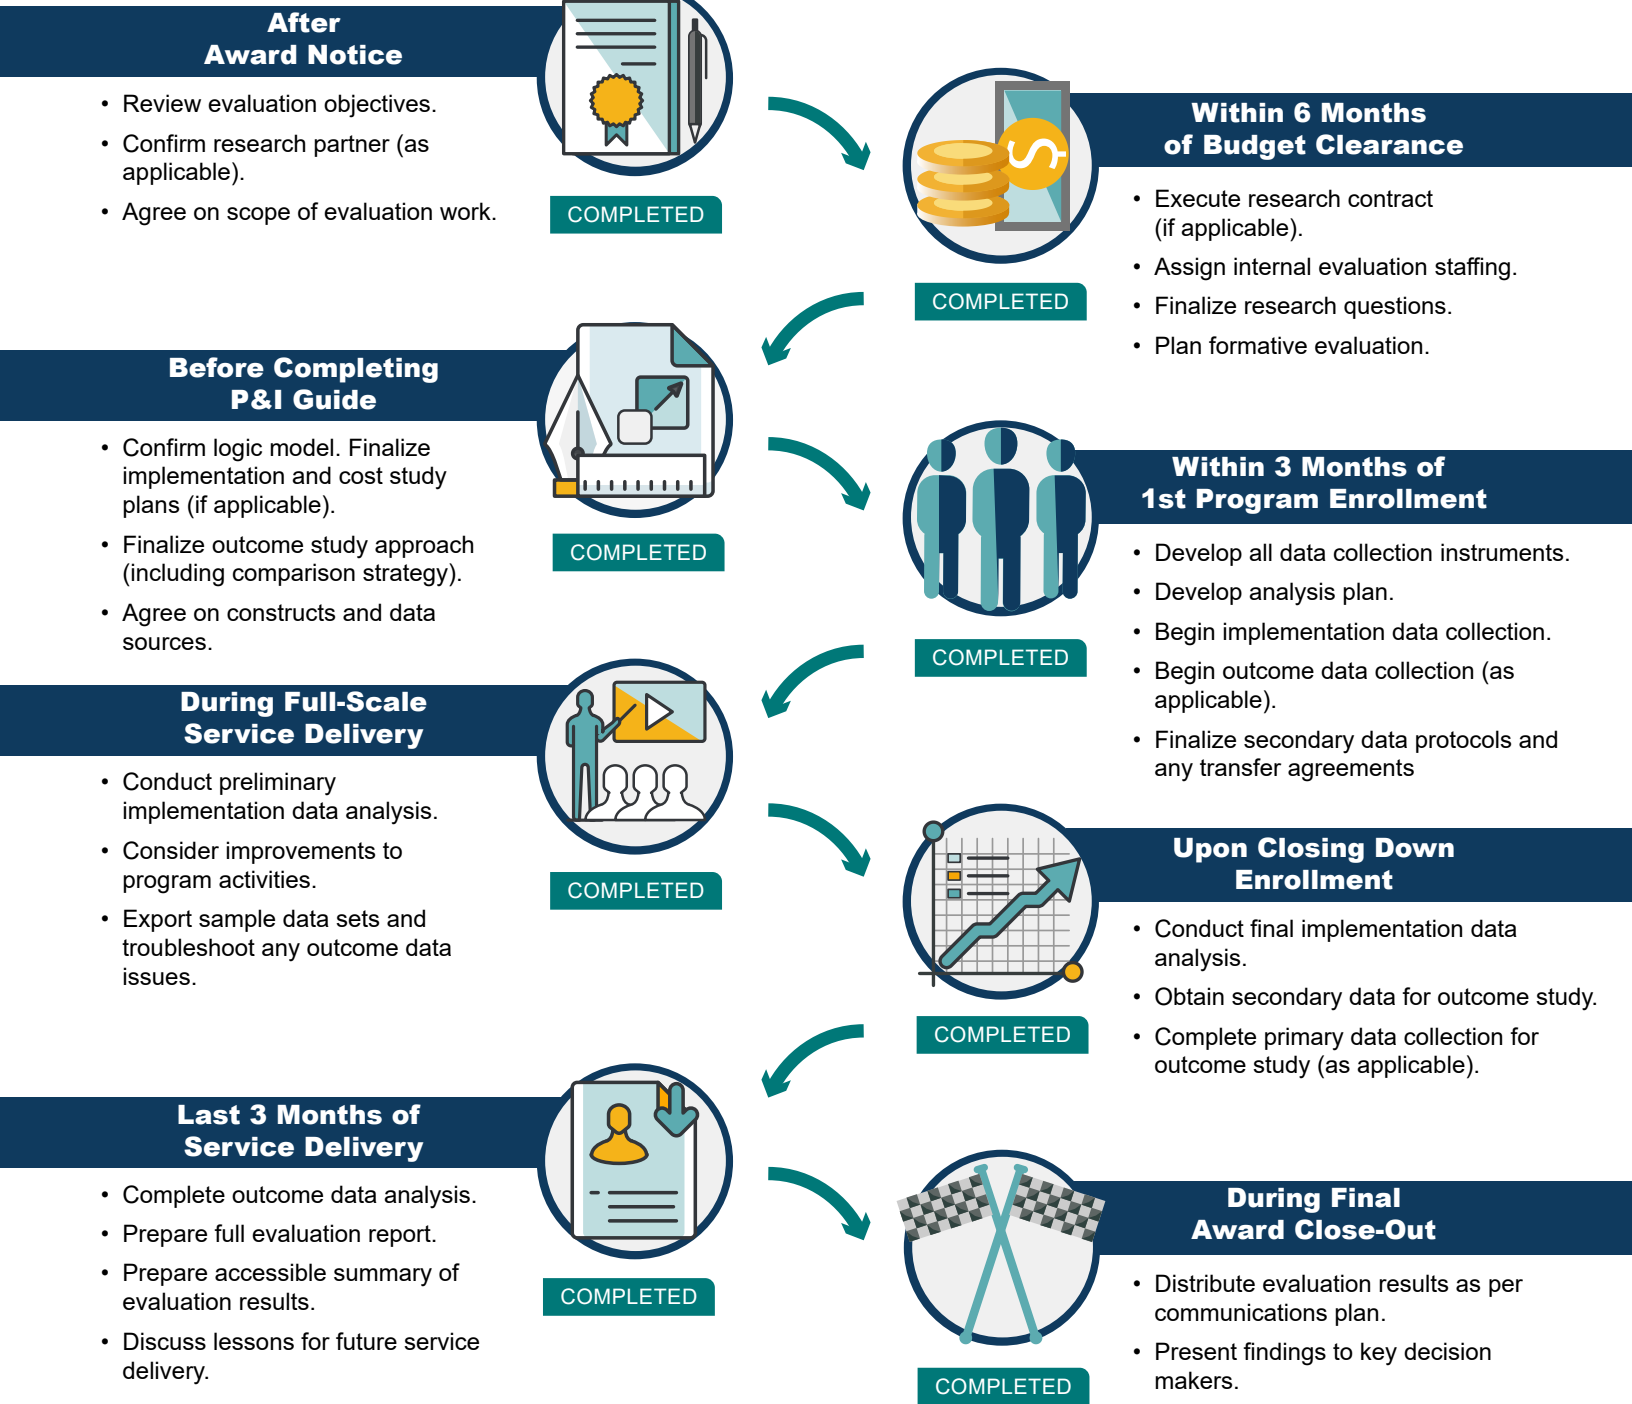 After
Award Notice
• Review evaluation objectives.
• Confirm research partner (as
applicable).
• Agree on scope of evaluation work.
COMPLETED
Within 6 Months
of Budget Clearance
• Execute research contract
(if applicable).
• Assign internal evaluation staffing.
• Finalize research questions.
• Plan formative evaluation.
COMPLETED
Before Completing
P&I Guide
• Confirm logic model. Finalize
implementation and cost study
plans (if applicable).
• Finalize outcome study approach
(including comparison strategy).
• Agree on constructs and data
sources.
COMPLETED
Within 3 Months of
1st Program Enrollment
• Develop all data collection instruments.
• Develop analysis plan.
• Begin implementation data collection.
• Begin outcome data collection (as
applicable).
• Finalize secondary data protocols and
any transfer agreements
COMPLETED
During Full-Scale
Service Delivery
• Conduct preliminary
implementation data analysis.
• Consider improvements to
program activities.
• Export sample data sets and
troubleshoot any outcome data
issues.
COMPLETED
Upon Closing Down
Enrollment
• Conduct final implementation data
analysis.
• Obtain secondary data for outcome study.
• Complete primary data collection for
outcome study (as applicable).
COMPLETED
Last 3 Months of
Service Delivery
• Complete outcome data analysis.
• Prepare full evaluation report.
• Prepare accessible summary of
evaluation results.
• Discuss lessons for future service
delivery.
COMPLETED
During Final
Award Close-Out
• Distribute evaluation results as per
communications plan.
• Present findings to key decision
makers.
COMPLETED